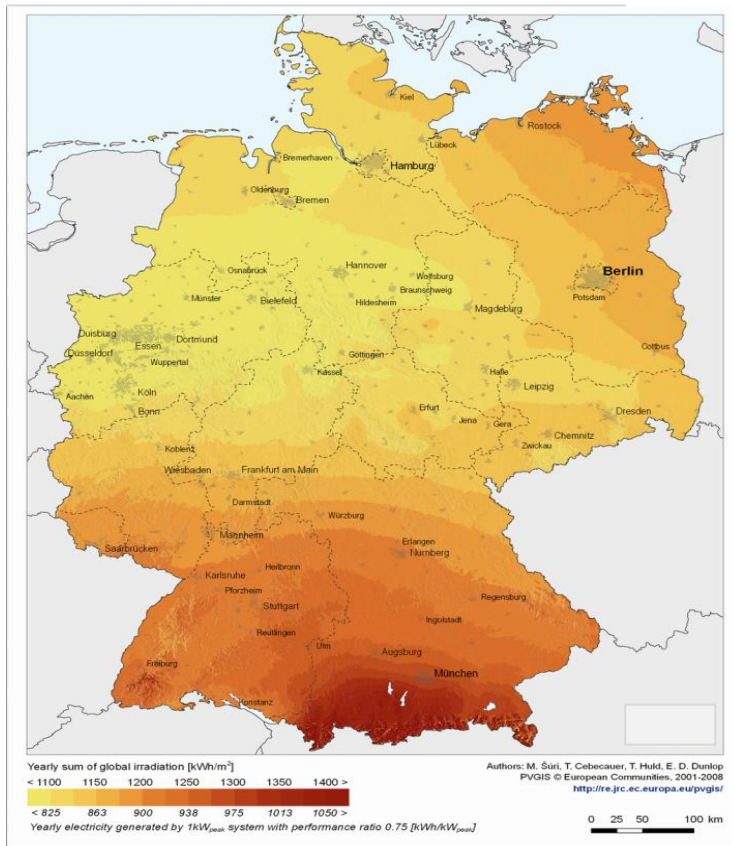 Kiel
Rostock
Lübeck
Bremerhaven
Hamburg
Oldenburg
Bremen
Berlin
Osnabrück
Hannover
Wolfsburg
Braunschweig
Potsdam
Münster
Bielefeld
Hildesheim
Magdeburg
Duisburg
Essen
Dortmund
Düsseldorf
Wuppertal
Göttingen
Cottbus
Kassel
Halle
Leipzig
Aachen
Köln
Bonn
Erfurt
Jena
Gera
Dresden
Chemnitz
Zwickau
Koblenz
Wiesbaden
Frankfurt am Main
Darmstadt
Würzburg
Saarbrücken
Mannheim
Erlangen
Nürnberg
Karlsruhe
Heilbronn
Pforzheim
Stuttgart
Regensburg
Ingolstadt
Reutlingen
Ulm
Augsburg
Freiburg
München
Konstanz
Yearly sum of global irradiation [kWh/m²]
< 1100 1150 1200 1250 1300 1350 1400 >
< 825 863 900 938 975 1013 1050 >
Yearly electricity generated by 1kWpeak system with performance ratio 0.75 [kWh/kWpeak]
Authors: M. Šúri, T. Cebecauer, T. Huld, E. D. Dunlop
PVGIS © European Communities, 2001-2008
http://re.jrc.ec.europa.eu/pvgis/
0 25 50 100 km